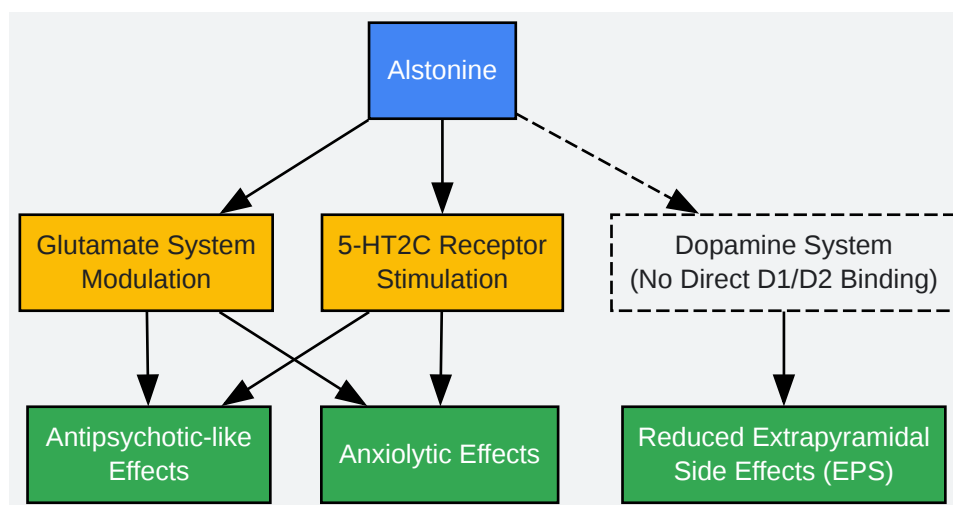 Alstonine
Glutamate System
Modulation
5-HT2C Receptor
Stimulation
Dopamine System
(No Direct D1/D2 Binding)
Antipsychotic-like
Effects
Anxiolytic Effects
Reduced Extrapyramidal
Side Effects (EPS)